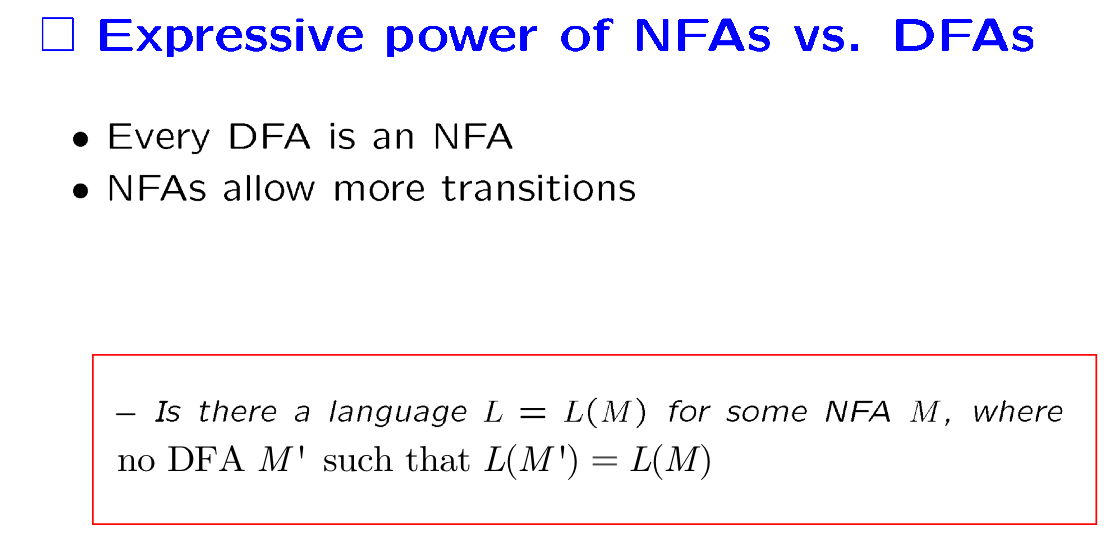 □ Expressive power of NFAs vs. DFAs
• Every DFA is an NFA
• NFAs allow more transitions
– Is there a language L = L(M) for some NFA M, where
no DFA M' such that L(M') = L(M)